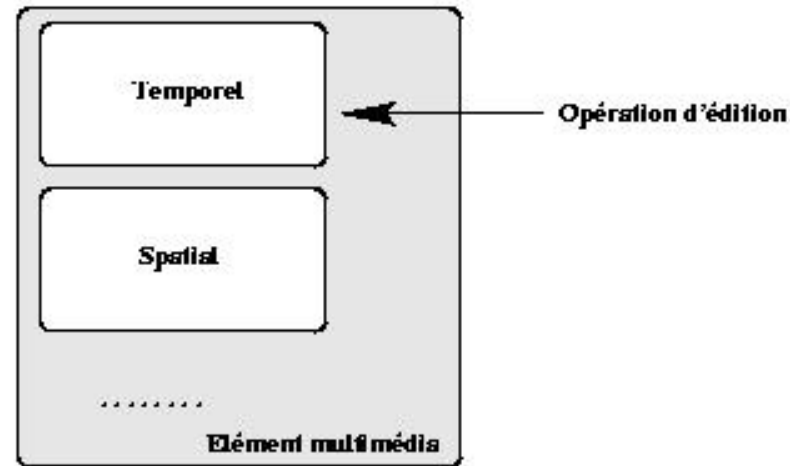 Temporel
Opération d'édition
Spatial
........
Elément multimédia